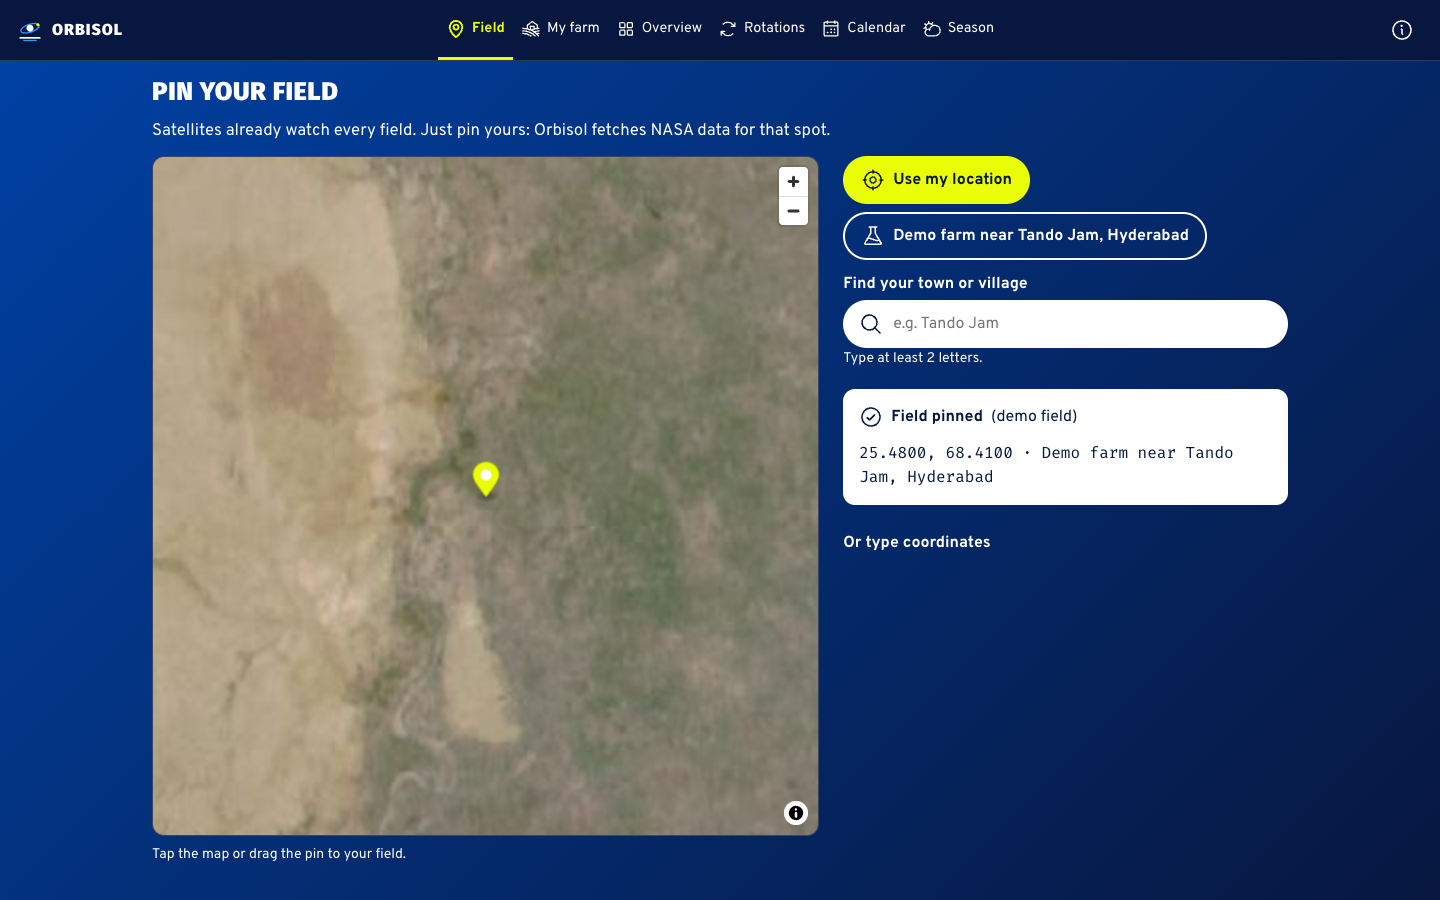 ORBISOL
Field
My farm
Overview
Rotations
Calendar
Season
PIN YOUR FIELD
Satellites already watch every field. Just pin yours: Orbisol fetches NASA data for that spot.
Use my location
Demo farm near Tando Jam, Hyderabad
Find your town or village
e.g. Tando Jam
Type at least 2 letters.
Field pinned (demo field)
25.4800, 68.4100 · Demo farm near Tando
Jam, Hyderabad
Or type coordinates
Tap the map or drag the pin to your field.